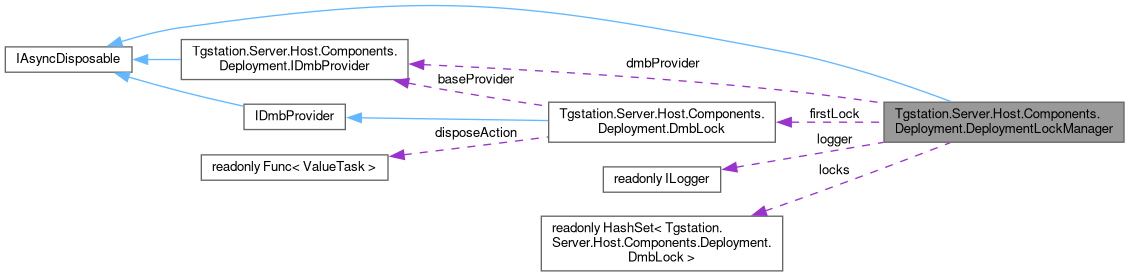 IAsyncDisposable
Tgstation.Server.Host.Components.
Deployment.IDmbProvider
IDmbProvider
readonly Func< ValueTask >
baseProvider
disposeAction
Tgstation.Server.Host.Components.
Deployment.DmbLock
readonly ILogger
readonly HashSet< Tgstation.
Server.Host.Components.Deployment.
DmbLock >
dmbProvider
firstLock
logger
locks
Tgstation.Server.Host.Components.
Deployment.DeploymentLockManager